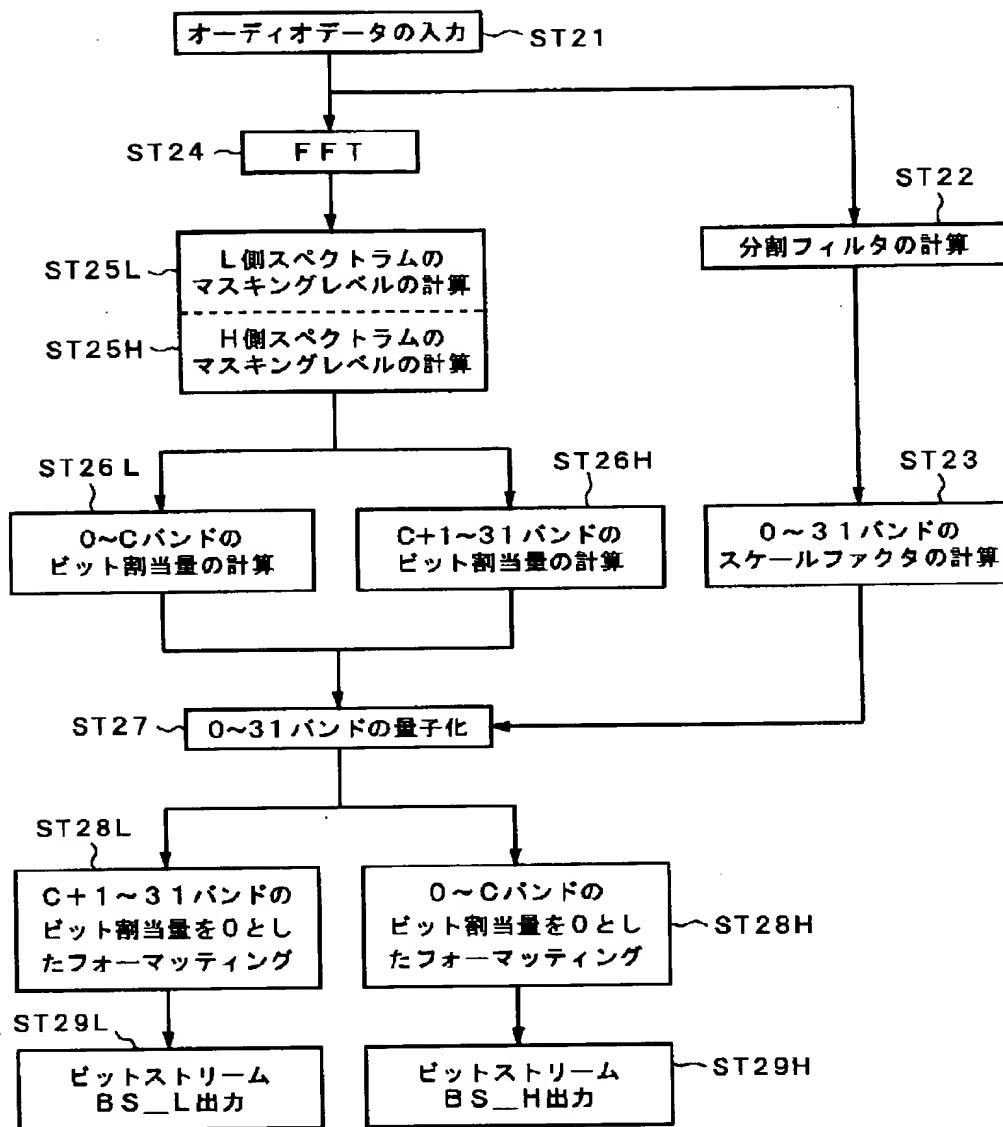 オーディオデータの入力
ST21
ST24
FFT
ST22
分割フィルタの計算
ST25L
L側スペクトラムの
マスキングレベルの計算
ST25H
H側スペクトラムの
マスキングレベルの計算
ST26L
0~Cバンドの
ビット割当量の計算
ST26H
C+1~31バンドの
ビット割当量の計算
ST23
0~31バンドの
スケールファクタの計算
ST27
0~31バンドの量子化
ST28L
C+1~31バンドの
ビット割当量を0とし
たフォーマッティング
0~Cバンドの
ビット割当量を0とし
たフォーマッティング
ST28H
ST29L
ビットストリーム
BS__L出力
ビットストリーム
BS__H出力
ST29H